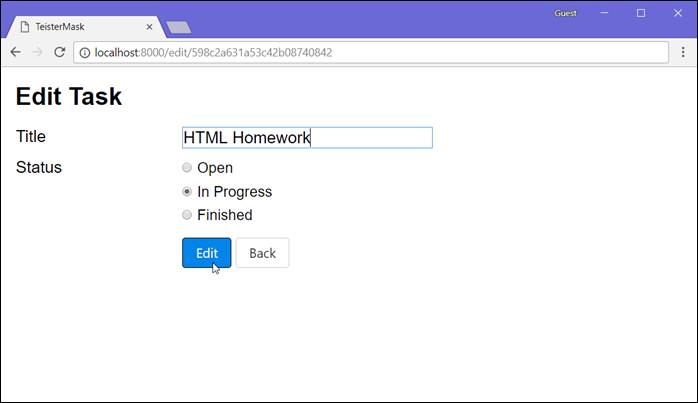 Guest
TeisterMask
localhost:8000/edit/598c2a631a53c42b08740842
Edit Task
Title HTML Homework
Status Open
In Progress
Finished
Edit Back